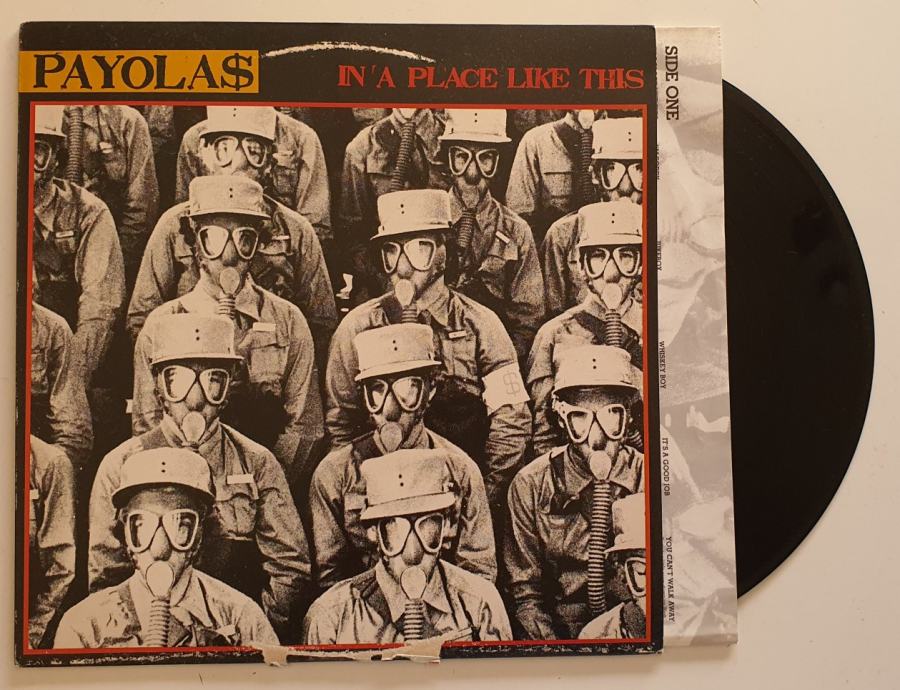 PAYOLA$
IN A PLACE LIKE THIS
SIDE ONE
WHISKEY BOY
IT'S A GOOD JOB
YOU CAN'T WALK AWAY
$